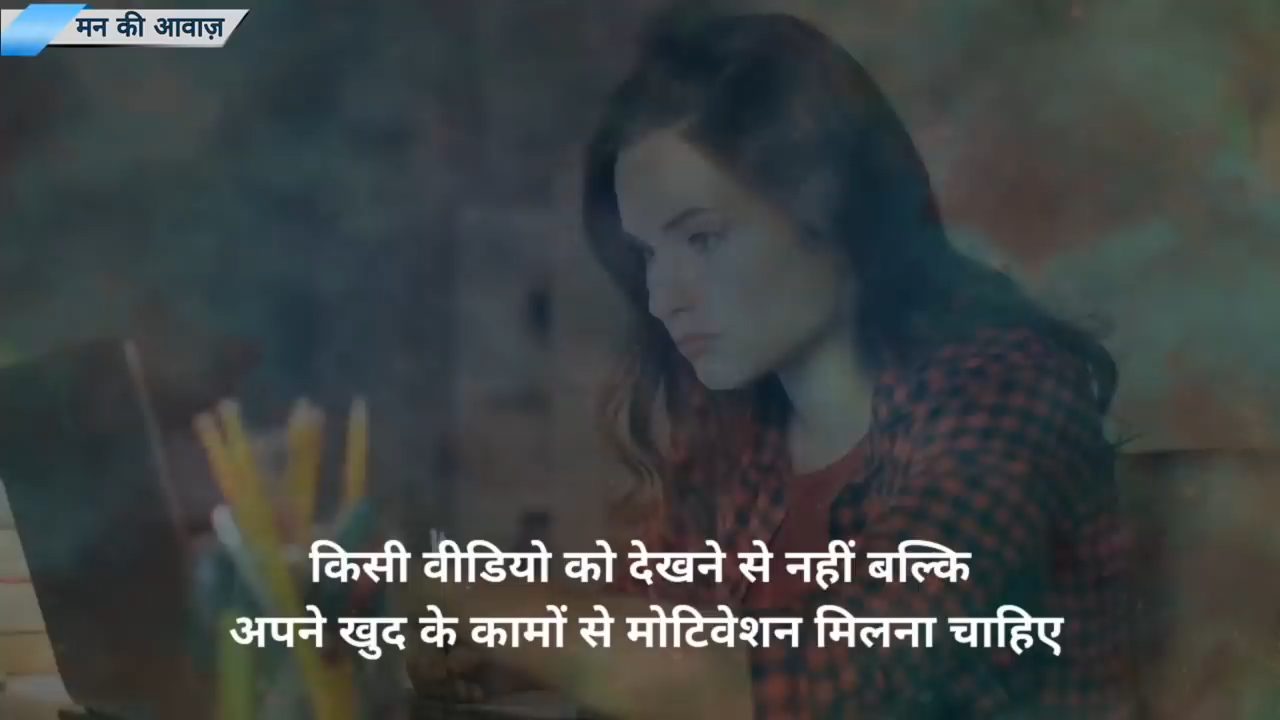 मन की आवाज़
किसी वीडियो को देखने से नहीं बल्कि
अपने खुद के कामों से मोटिवेशन मिलना चाहिए